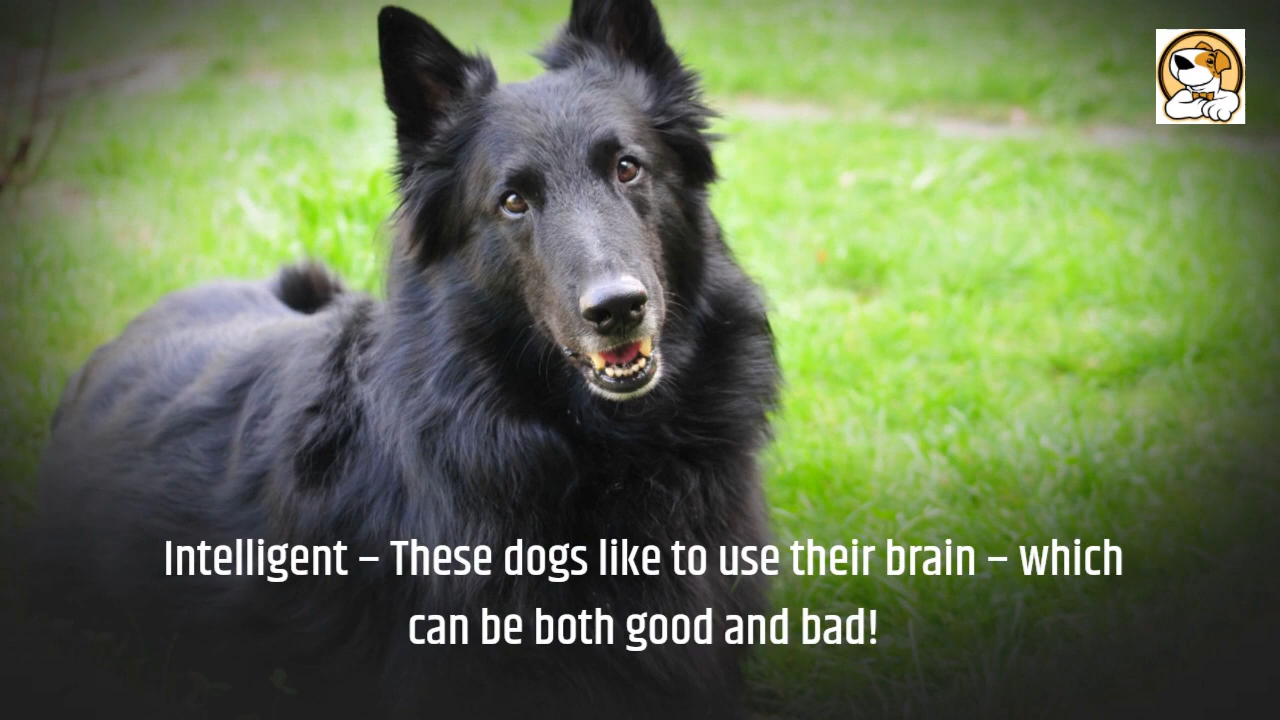 Intelligent – These dogs like to use their brain – which
can be both good and bad!